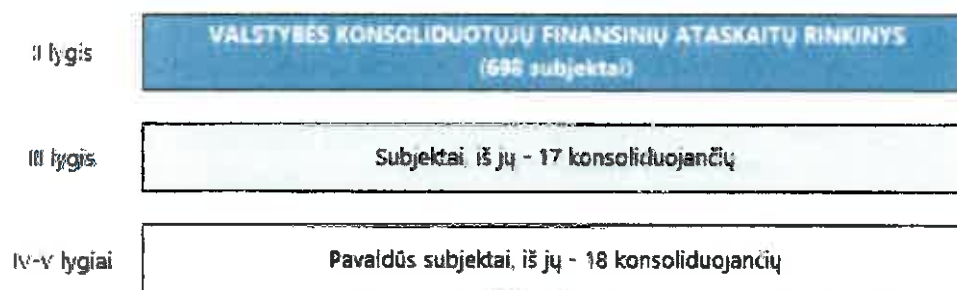 II lygis
VALSTYBĖS KONSOLIDUOTŲJŲ FINANSINIŲ ATASKAITŲ RINKINYS
(698 subjektai)
III lygis
Subjektai, iš jų - 17 konsoliduojančių
IV-V lygiai
Pavaldūs subjektai, iš jų - 18 konsoliduojančių